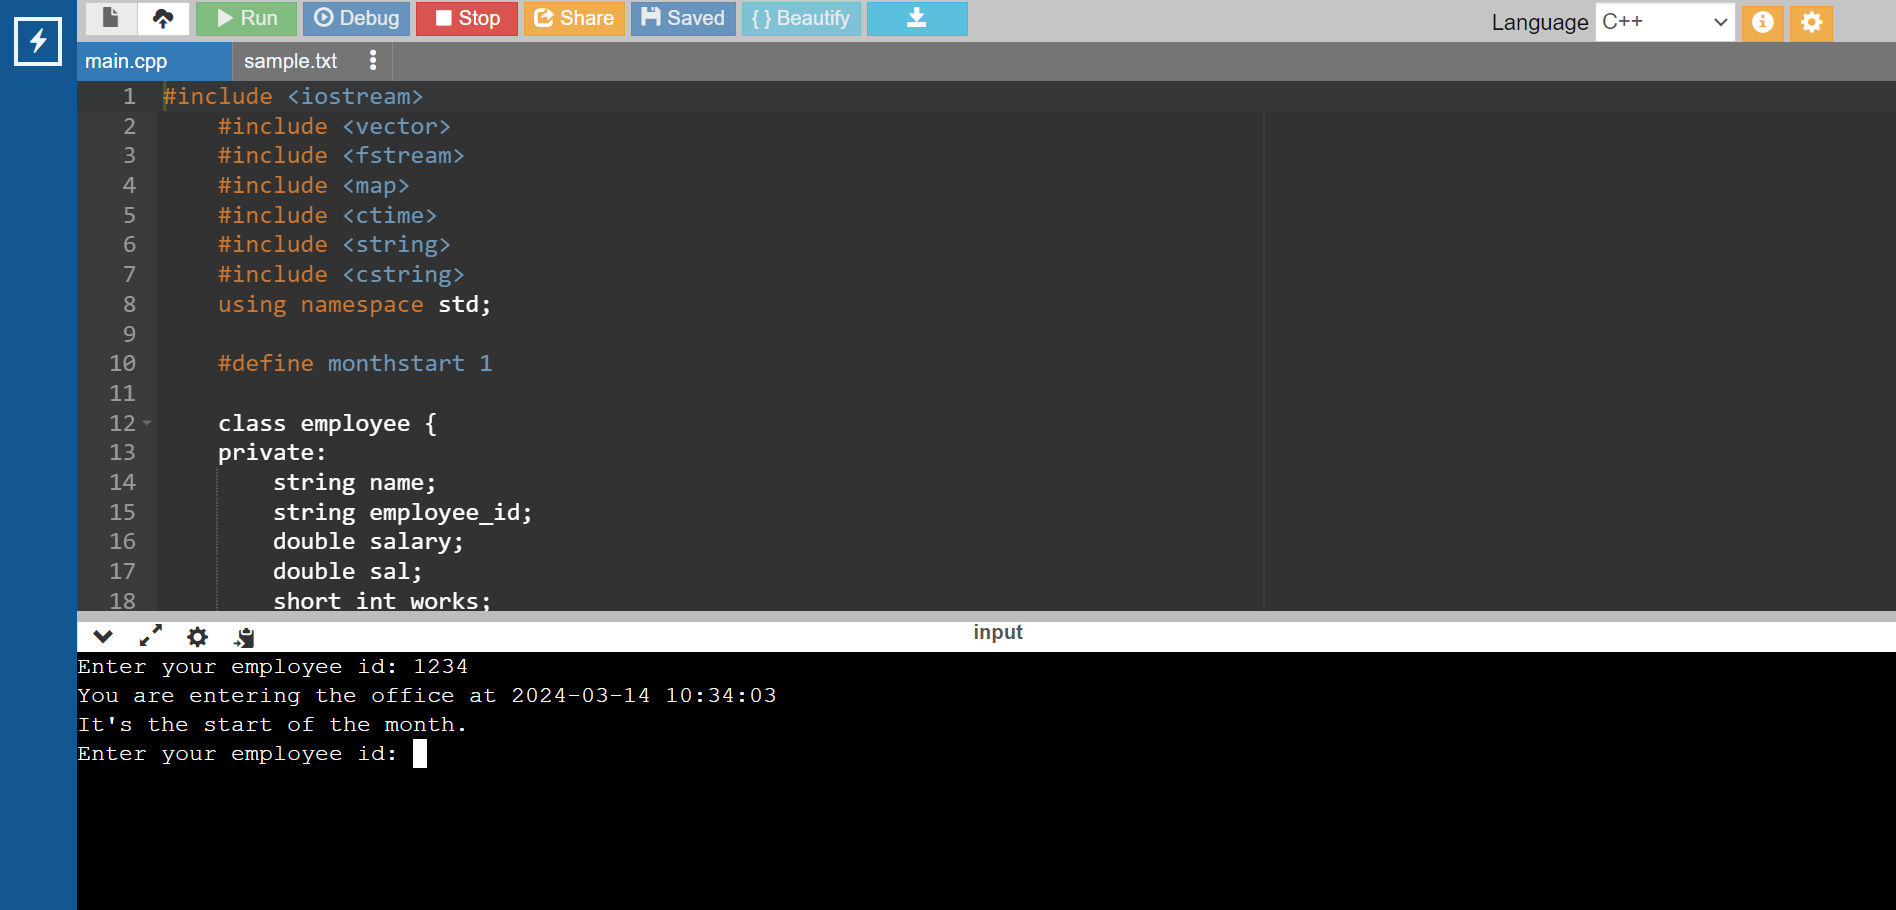 Run Debug Stop Share Saved { } Beautify Language C++
main.cpp sample.txt
1 #include <iostream>
2 #include <vector>
3 #include <fstream>
4 #include <map>
5 #include <ctime>
6 #include <string>
7 #include <cstring>
8 using namespace std;
9
10 #define monthstart 1
11
12 class employee {
13 private:
14 string name;
15 string employee_id;
16 double salary;
17 double sal;
18 short int works;
input
Enter your employee id: 1234
You are entering the office at 2024-03-14 10:34:03
It's the start of the month.
Enter your employee id: